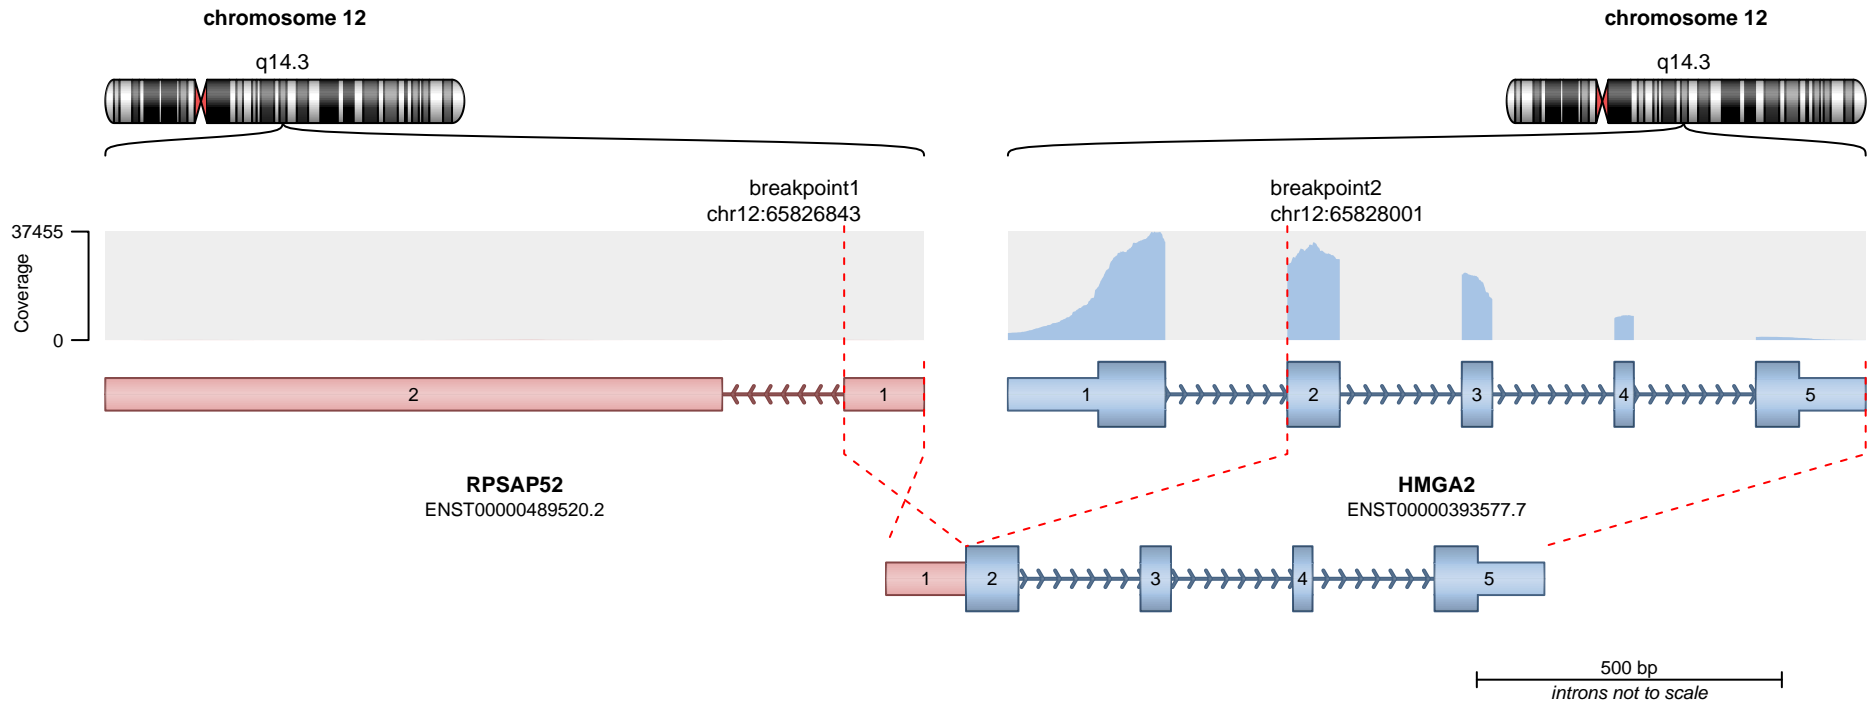 chromosome 12
chromosome 12
q14.3
q14.3
breakpoint1
chr12:65826843
breakpoint2
chr12:65828001
37455
Coverage
0
2
1
1
2
3
4
5
RPSAP52
ENST00000489520.2
HMGA2
ENST00000393577.7
1
2
3
4
5
500 bp
introns not to scale